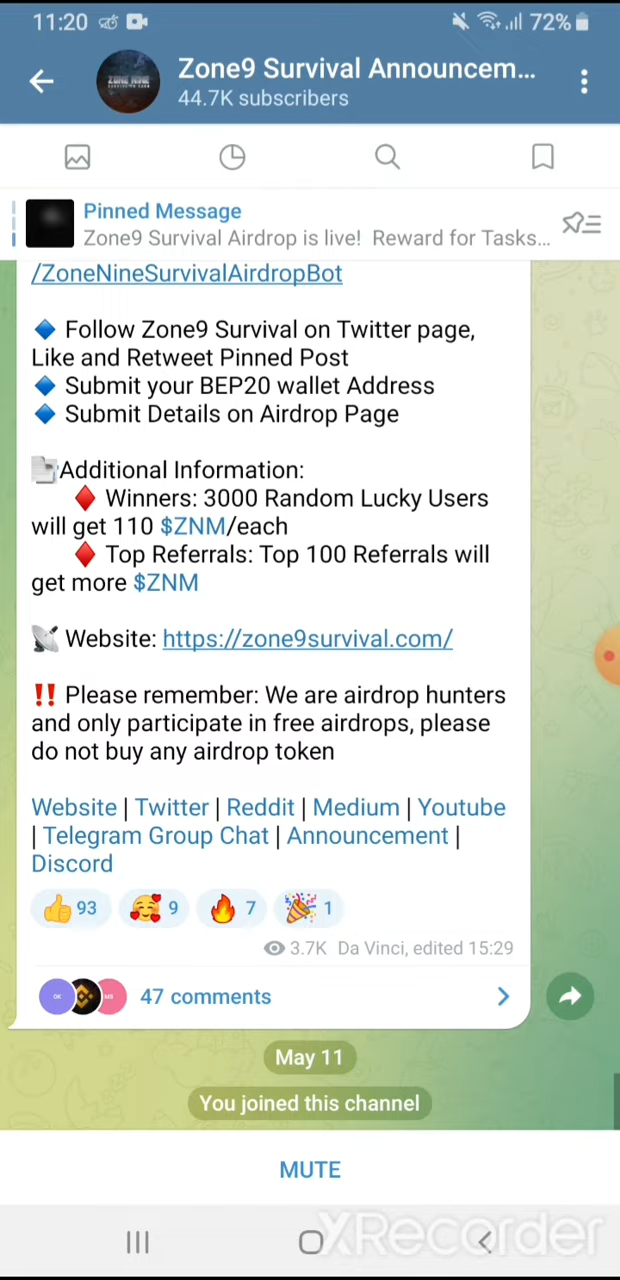 11:20
72%
Zone9 Survival Announcem...
44.7K subscribers
Pinned Message
Zone9 Survival Airdrop is live! Reward for Tasks...
/ZoneNineSurvivalAirdropBot
Follow Zone9 Survival on Twitter page,
Like and Retweet Pinned Post
Submit your BEP20 wallet Address
Submit Details on Airdrop Page
Additional Information:
Winners: 3000 Random Lucky Users
will get 110 $ZNM/each
Top Referrals: Top 100 Referrals will
get more $ZNM
Website: https://zone9survival.com/
‼️ Please remember: We are airdrop hunters
and only participate in free airdrops, please
do not buy any airdrop token
Website | Twitter | Reddit | Medium | Youtube
| Telegram Group Chat | Announcement |
Discord
93 9 7 1
3.7K Da Vinci, edited 15:29
47 comments
May 11
You joined this channel
MUTE
XRecorder